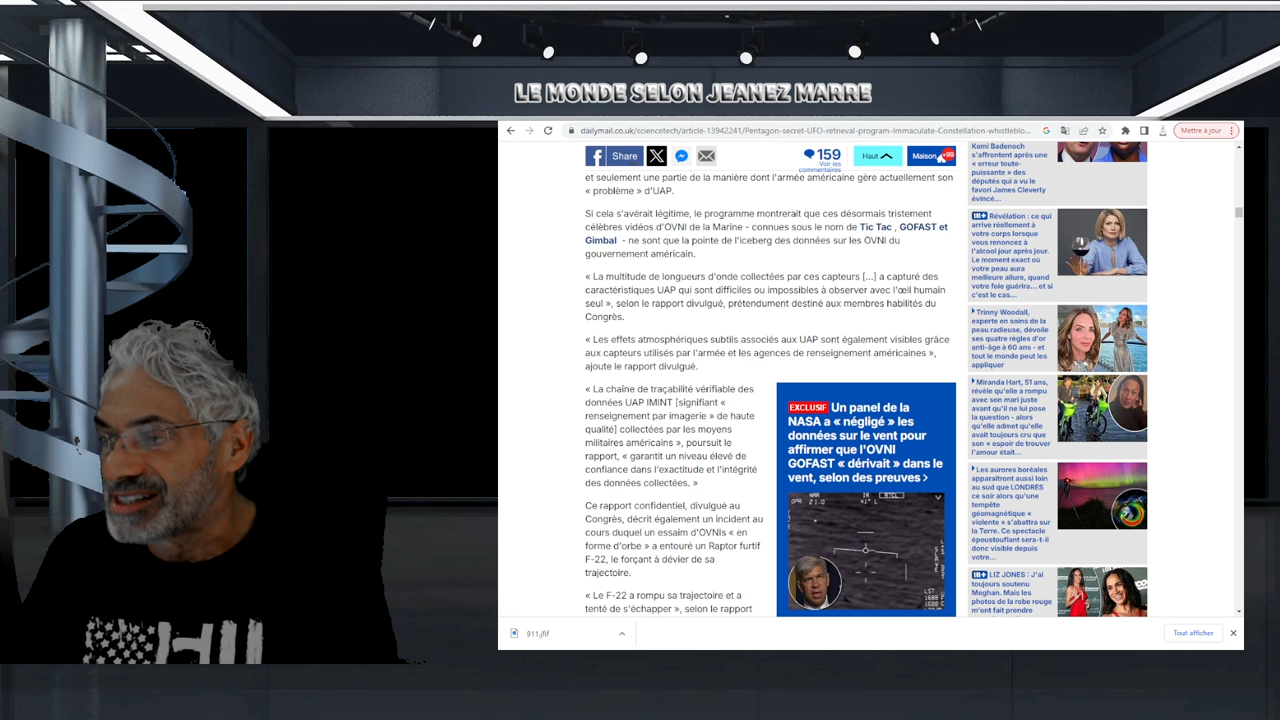 LE MONDE SELON JEANEZ MARRE
dailymail.co.uk/sciencetech/article-13942241/Pentagon-secret-UFO-retrieval-program-Immaculate-Constellation-whistleblo...
Mettre à jour
Share
159
Voir les
commentaires
Haut
Maison
+99
et seulement une partie de la manière dont l'armée américaine gère actuellement son
« problème » d'UAP.
Si cela s'avérait légitime, le programme montrerait que ces désormais tristement
célèbres vidéos d'OVNI de la Marine - connues sous le nom de Tic Tac , GOFAST et
Gimbal - ne sont que la pointe de l'iceberg des données sur les OVNI du
gouvernement américain.
« La multitude de longueurs d'onde collectées par ces capteurs [...] a capturé des
caractéristiques UAP qui sont difficiles ou impossibles à observer avec l'œil humain
seul », selon le rapport divulgué, prétendument destiné aux membres habilités du
Congrès.
« Les effets atmosphériques subtils associés aux UAP sont également visibles grâce
aux capteurs utilisés par l'armée et les agences de renseignement américaines »,
ajoute le rapport divulgué.
« La chaîne de traçabilité vérifiable des
données UAP IMINT [signifiant «
renseignement par imagerie » de haute
qualité] collectées par les moyens
militaires américains », poursuit le
rapport, « garantit un niveau élevé de
confiance dans l'exactitude et l'intégrité
des données collectées. »
Ce rapport confidentiel, divulgué au
Congrès, décrit également un incident au
cours duquel un essaim d'OVNIs « en
forme d'orbe » a entouré un Raptor furtif
F-22, le forçant à dévier de sa
trajectoire.
« Le F-22 a rompu sa trajectoire et a
tenté de s'échapper », selon le rapport
EXCLUSIF Un panel de la
NASA a « négligé » les
données sur le vent pour
affirmer que l'OVNI
GOFAST « dérivait » dans le
vent, selon des preuves
NAR
IR
OPR 21.0
41° L
LST
1688
1688
Kemi Badenoch
s'affrontent après une
« erreur toute-
puissante » des
députés qui a vu le
favori James Cleverly
évincé...
Révélation : ce qui
arrive réellement à
votre corps lorsque
vous renoncez à
l'alcool jour après jour.
Le moment exact où
votre peau aura
meilleure allure, quand
votre foie guérira... et si
c'est le cas...
Trinny Woodall,
experte en soins de la
peau radieuse, dévoile
ses quatre règles d'or
anti-âge à 60 ans - et
tout le monde peut les
appliquer
Miranda Hart, 51 ans,
révèle qu'elle a rompu
avec son mari juste
avant qu'il ne lui pose
la question - alors
qu'elle admet qu'elle
avait toujours cru que
son « espoir de trouver
l'amour était...
Les aurores boréales
apparaîtront aussi loin
au sud que LONDRES
ce soir alors qu'une
tempête
géomagnétique «
violente » s'abattra sur
la Terre. Ce spectacle
époustouflant sera-t-il
donc visible depuis
votre...
LIZ JONES : J'ai
toujours soutenu
Meghan. Mais les
photos de la robe rouge
m'ont fait prendre
911.jfif
Tout afficher